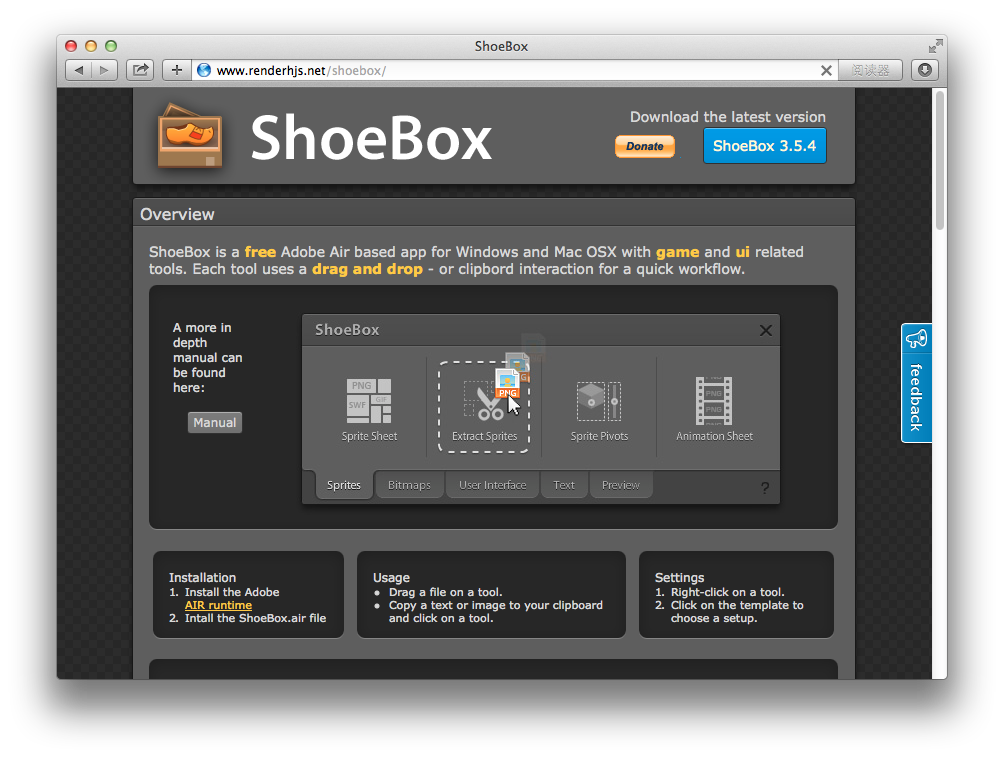 ShoeBox
www.renderhjs.net/shoebox/
阅读器
ShoeBox
Download the latest version
Donate
ShoeBox 3.5.4
Overview
ShoeBox is a free Adobe Air based app for Windows and Mac OSX with game and ui related
tools. Each tool uses a drag and drop - or clipbord interaction for a quick workflow.
A more in
depth
manual can
be found
here:
Manual
ShoeBox
PNG
SWF
GIF
PNG
PNG
PNG
Sprite Sheet
Extract Sprites
Sprite Pivots
Animation Sheet
Sprites
Bitmaps
User Interface
Text
Preview
?
feedback
Installation
1. Install the Adobe
AIR runtime
2. Intall the ShoeBox.air file
Usage
• Drag a file on a tool.
• Copy a text or image to your clipboard
and click on a tool.
Settings
1. Right-click on a tool.
2. Click on the template to
choose a setup.